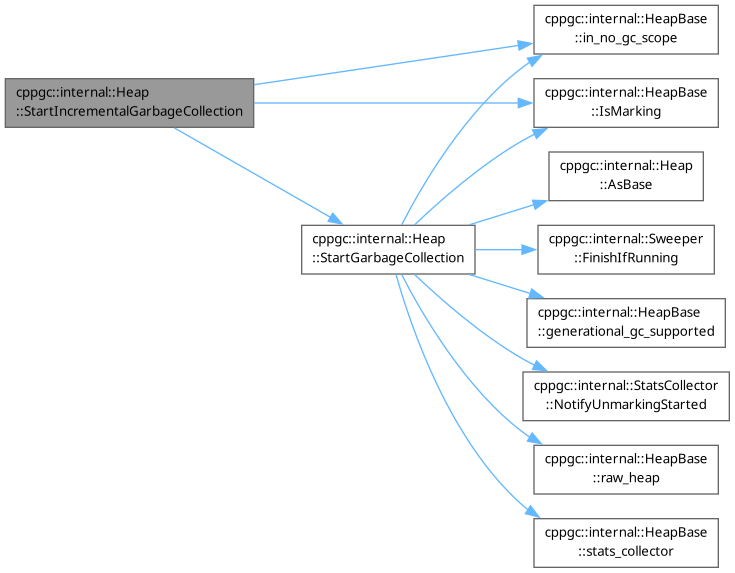 cppgc::internal::Heap
::StartIncrementalGarbageCollection
cppgc::internal::HeapBase
::in_no_gc_scope
cppgc::internal::HeapBase
::IsMarking
cppgc::internal::Heap
::StartGarbageCollection
cppgc::internal::Heap
::AsBase
cppgc::internal::Sweeper
::FinishIfRunning
cppgc::internal::HeapBase
::generational_gc_supported
cppgc::internal::StatsCollector
::NotifyUnmarkingStarted
cppgc::internal::HeapBase
::raw_heap
cppgc::internal::HeapBase
::stats_collector